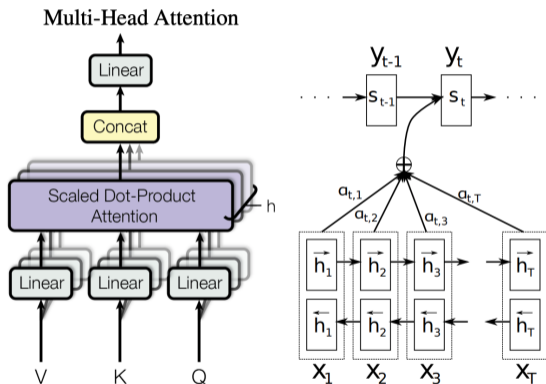 Multi-Head Attention
Linear
Concat
Scaled Dot-Product
Attention
h
Linear Linear Linear
V K Q
y_{t-1} y_t
. . . . s_{t-1} s_t . . . .
+
a_{t,1} a_{t,2} a_{t,3} a_{t,T}
→h_1 →h_2 →h_3 →h_T
←h_1 ←h_2 ←h_3 ←h_T
x_1 x_2 x_3 x_T